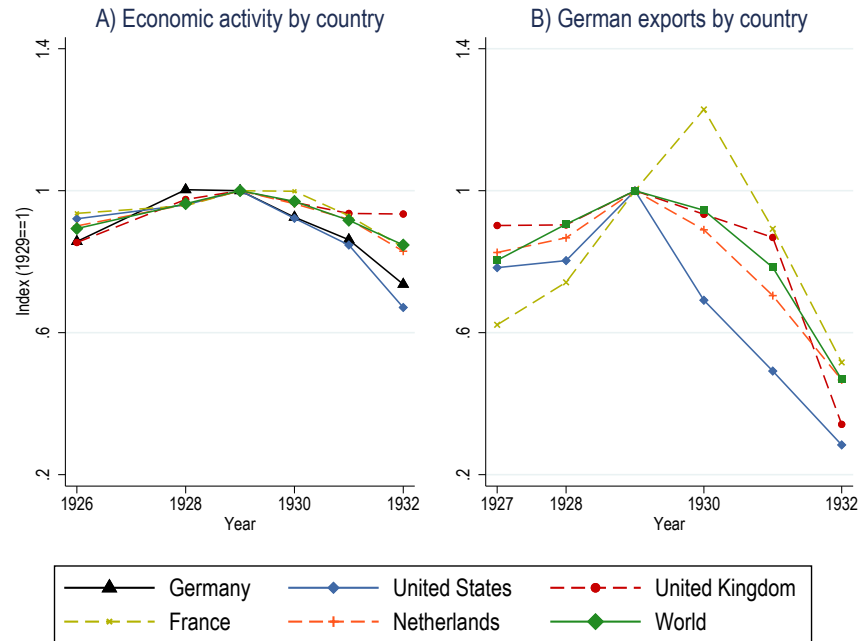 A) Economic activity by country
B) German exports by country
Index (1929==1)
1.4
1
.6
.2
1926 1928 1930 1932
Year
1.4
1
.6
.2
1927 1928 1930 1932
Year
Germany United States United Kingdom
France Netherlands World